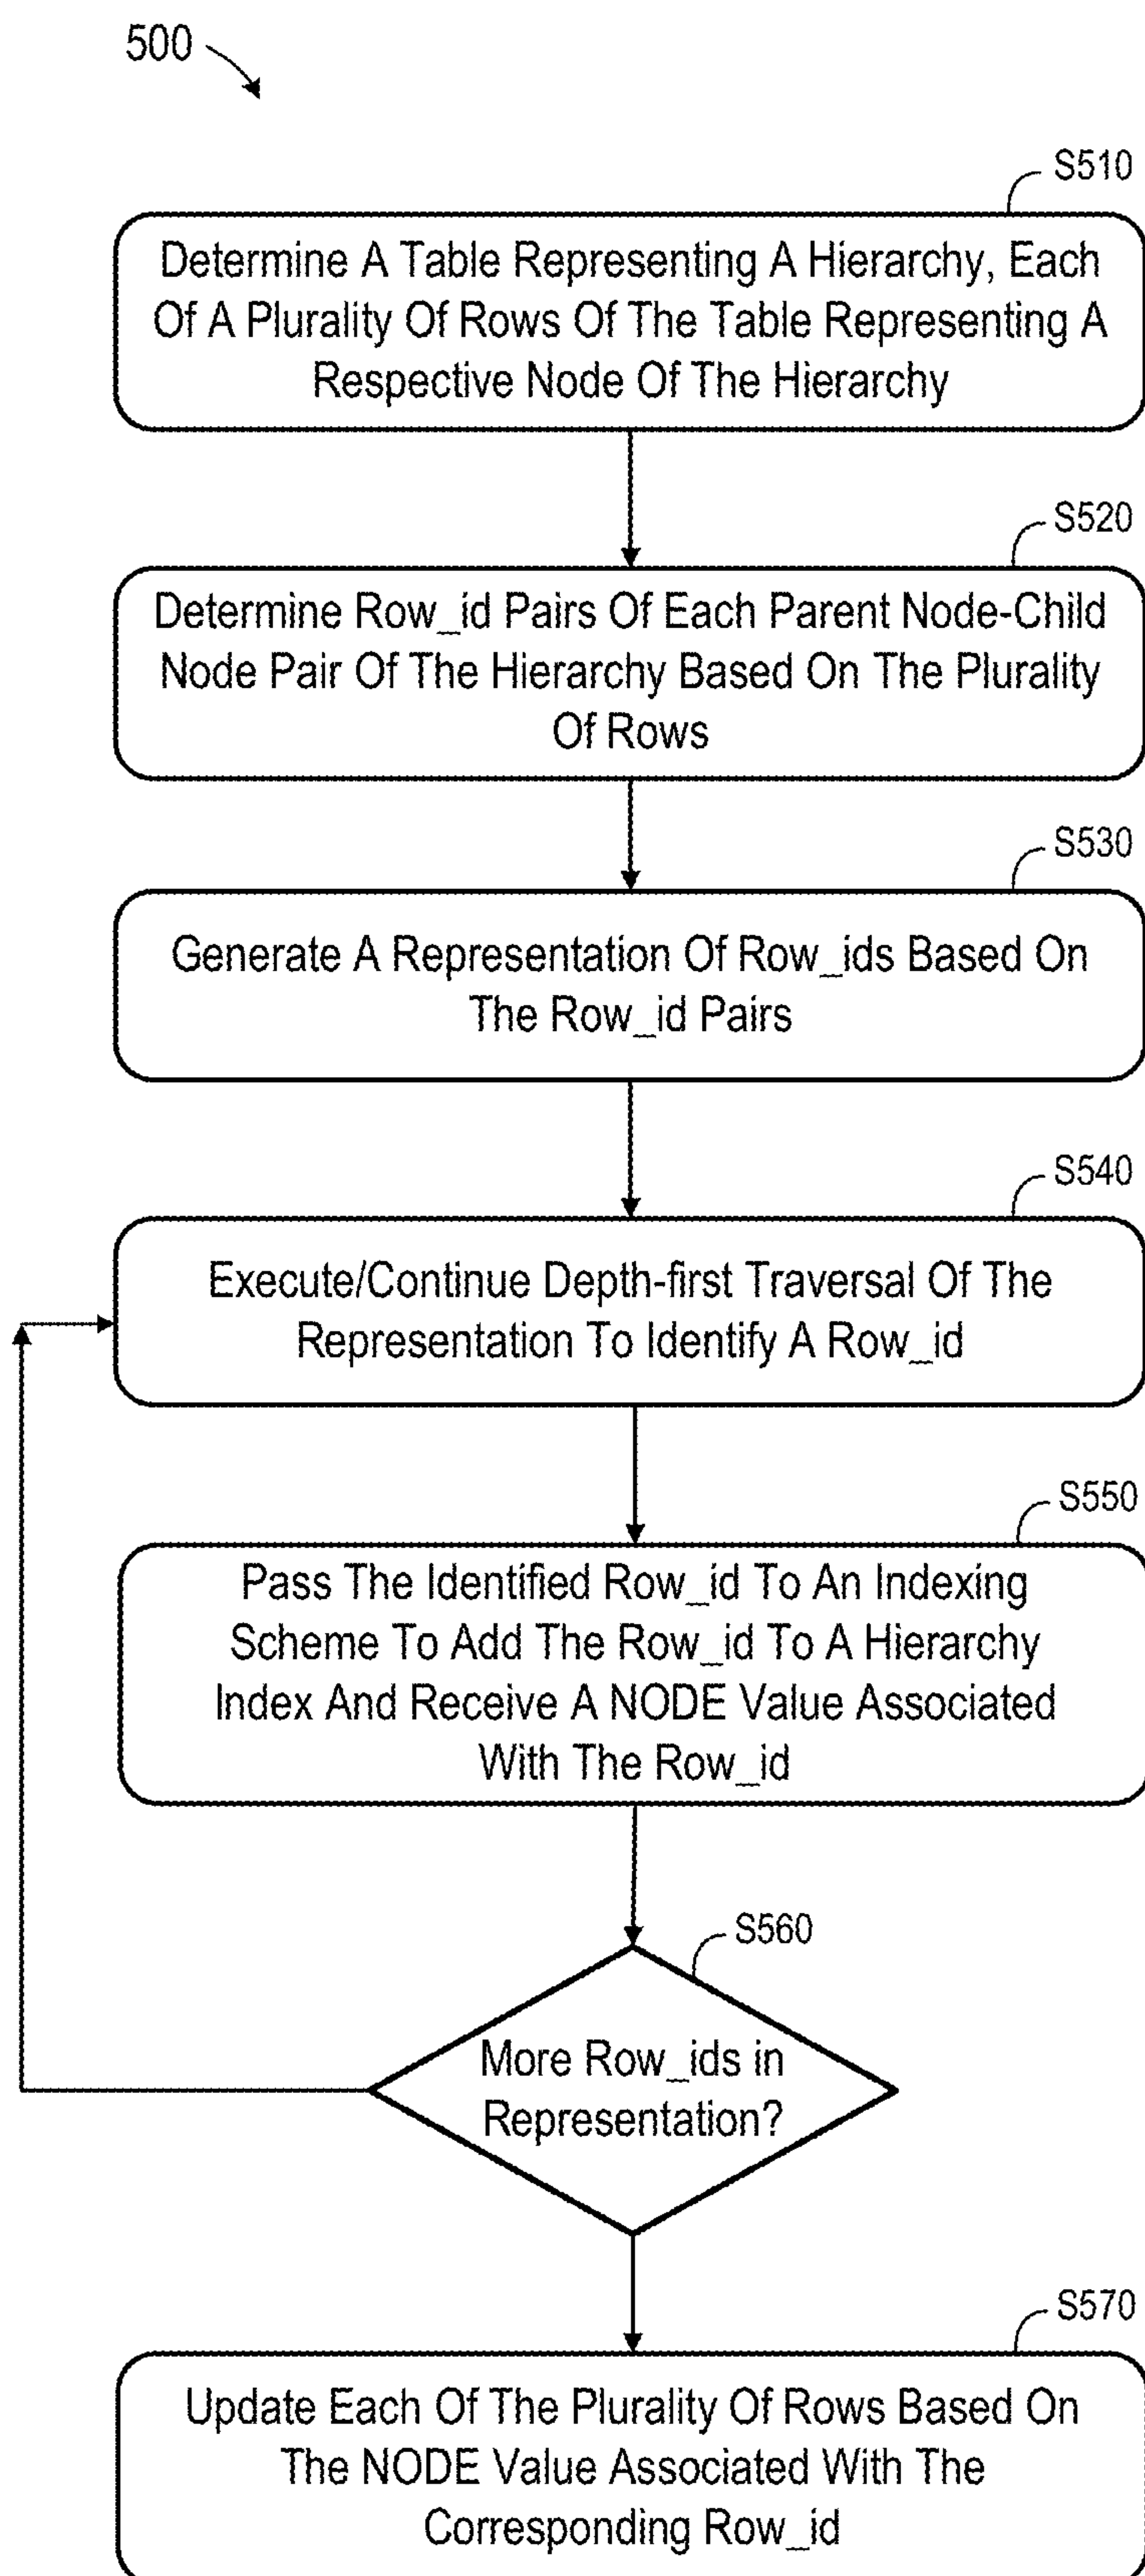 500
S510
Determine A Table Representing A Hierarchy, Each
Of A Plurality Of Rows Of The Table Representing A
Respective Node Of The Hierarchy
S520
Determine Row_id Pairs Of Each Parent Node-Child
Node Pair Of The Hierarchy Based On The Plurality
Of Rows
S530
Generate A Representation Of Row_ids Based On
The Row_id Pairs
S540
Execute/Continue Depth-first Traversal Of The
Representation To Identify A Row_id
S550
Pass The Identified Row_id To An Indexing
Scheme To Add The Row_id To A Hierarchy
Index And Receive A NODE Value Associated
With The Row_id
S560
More Row_ids in
Representation?
S570
Update Each Of The Plurality Of Rows Based On
The NODE Value Associated With The
Corresponding Row_id